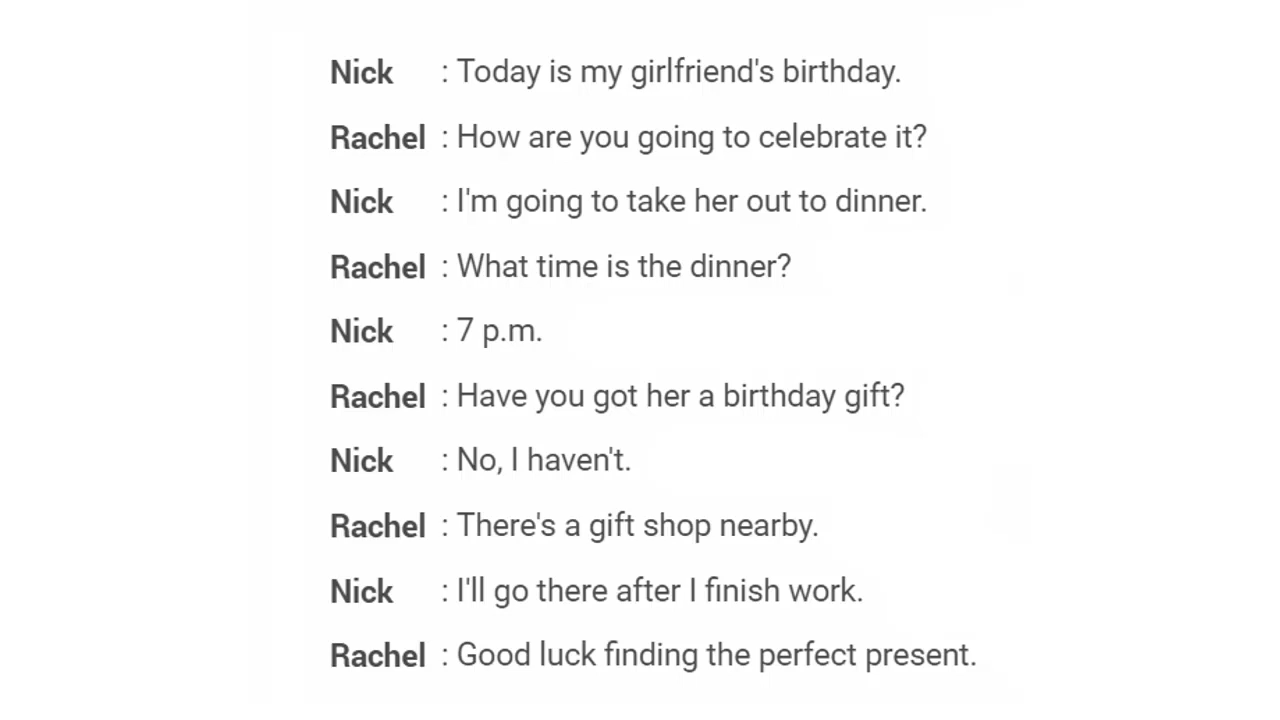 Nick : Today is my girlfriend's birthday.
Rachel : How are you going to celebrate it?
Nick : I'm going to take her out to dinner.
Rachel : What time is the dinner?
Nick : 7 p.m.
Rachel : Have you got her a birthday gift?
Nick : No, I haven't.
Rachel : There's a gift shop nearby.
Nick : I'll go there after I finish work.
Rachel : Good luck finding the perfect present.